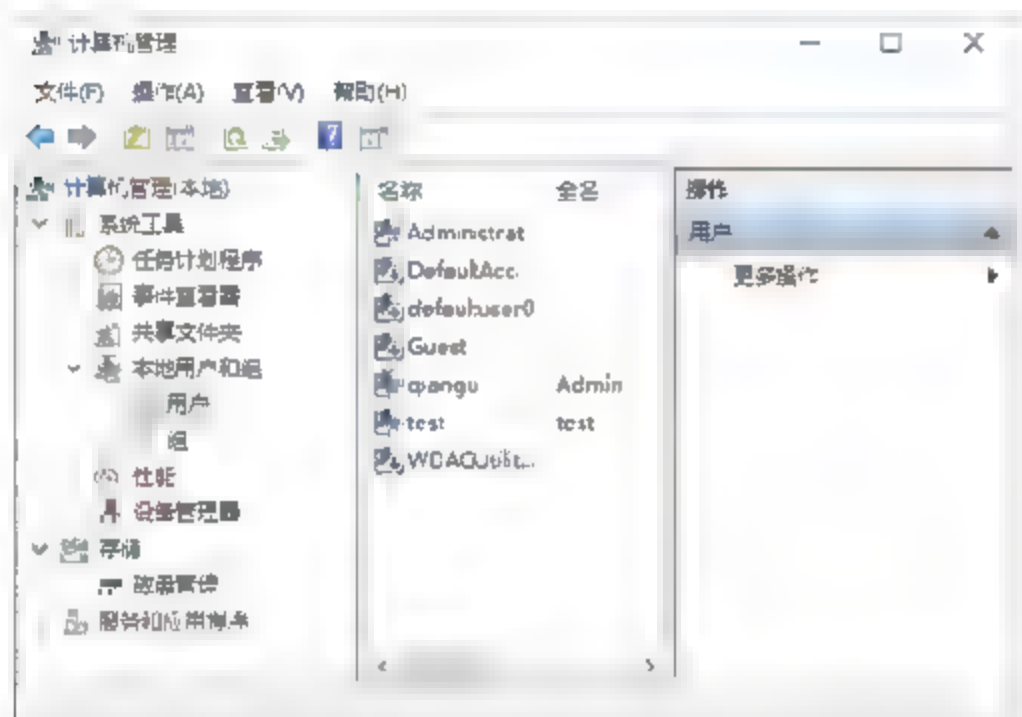 计算机管理
文件(F) 操作(A) 查看(V) 帮助(H)
计算机管理(本地)
系统工具
任务计划程序
事件查看器
共享文件夹
本地用户和组
用户
组
性能
设备管理器
存储
磁盘管理
服务和应用程序
名称 全名
Administrat
DefaultAcc
defaultuser0
Guest
qiangu Admin
test test
WDAGUtilit...
操作
用户
更多操作